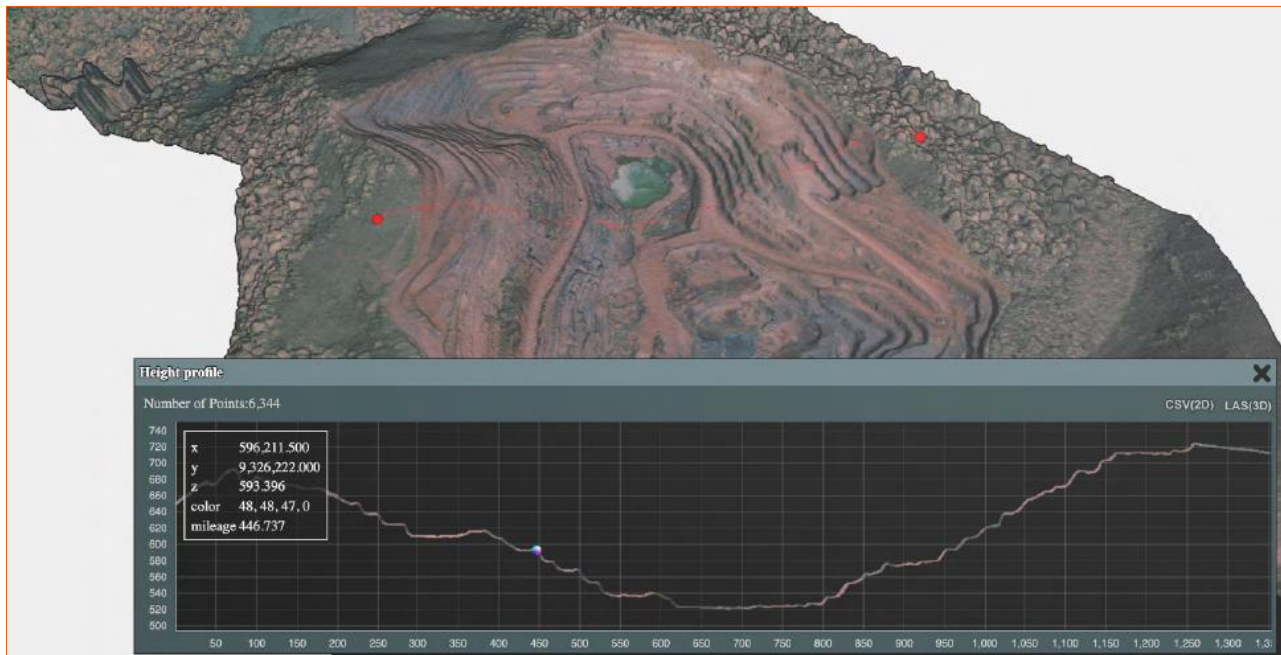 Height profile
Number of Points:6,344
CSV(2D) LAS(3D)
x 596,211.500
y 9,326,222.000
z 593.396
color 48, 48, 47, 0
mileage 446.737
740
720
700
680
660
640
620
600
580
560
540
520
500
50 100 150 200 250 300 350 400 450 500 550 600 650 700 750 800 850 900 950 1,000 1,050 1,100 1,150 1,200 1,250 1,300